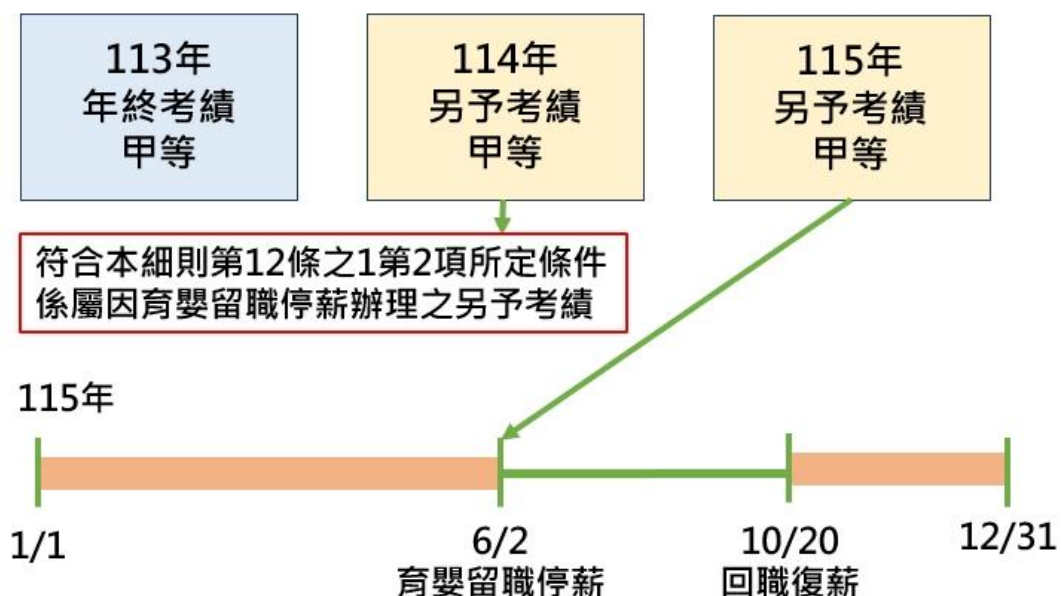 113年
年終考績
甲等
114年
另予考績
甲等
115年
另予考績
甲等
符合本細則第12條之1第2項所定條件
係屬因育嬰留職停薪辦理之另予考績
115年
1/1
6/2
育嬰留職停薪
10/20
回職復薪
12/31